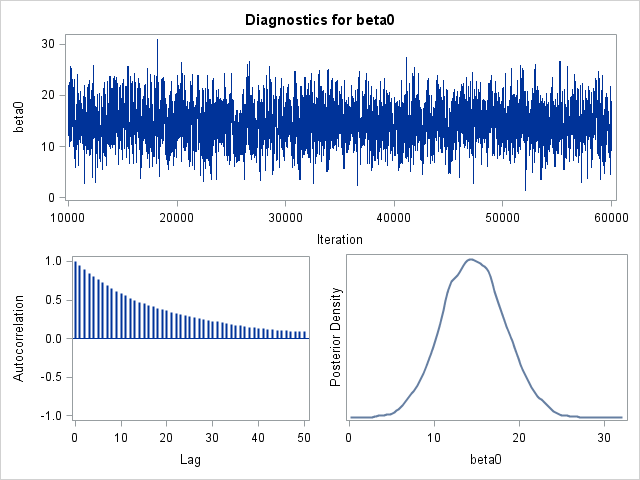 Diagnostics for beta0
30
20
10
0
beta0
10000 20000 30000 40000 50000 60000
Iteration
1.0
0.5
0.0
-0.5
-1.0
Autocorrelation
0 10 20 30 40 50
Lag
Posterior Density
0 10 20 30
beta0